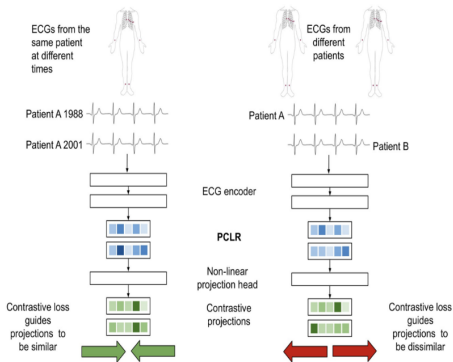 ECGs from the
same patient
at different
times
ECGs from
different
patients
Patient A 1988
Patient A 2001
Patient A
Patient B
ECG encoder
PCLR
Non-linear
projection head
Contrastive
projections
Contrastive loss
guides
projections to
be similar
Contrastive loss
guides
projections to
be dissimilar